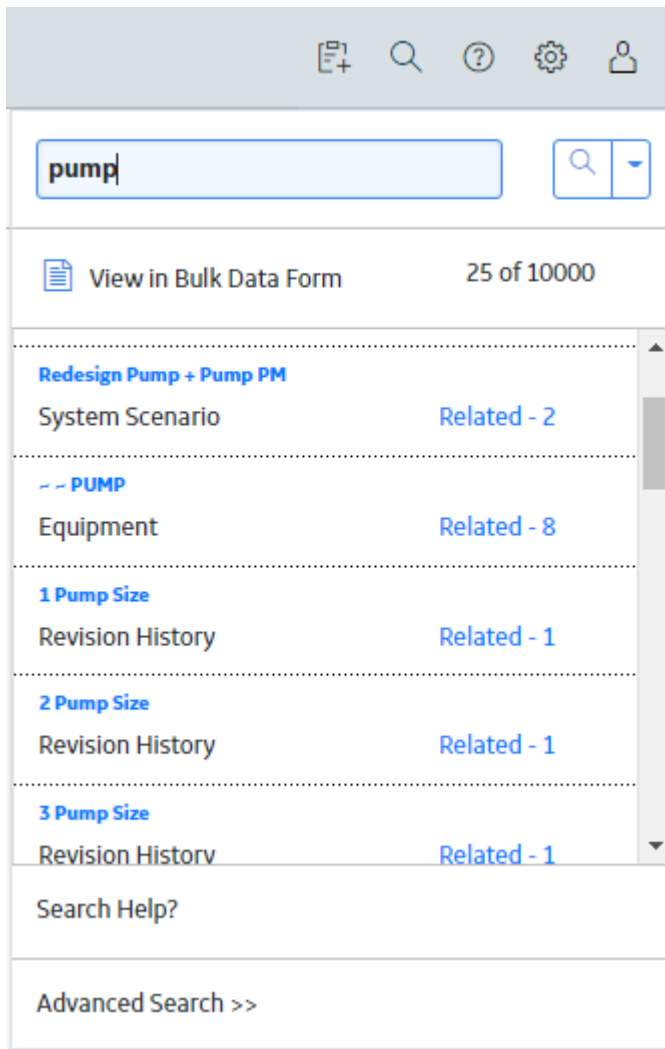 pump
View in Bulk Data Form 25 of 10000
Redesign Pump + Pump PM
System Scenario Related - 2
~ ~ PUMP
Equipment Related - 8
1 Pump Size
Revision History Related - 1
2 Pump Size
Revision History Related - 1
3 Pump Size
Revision History Related - 1
Search Help?
Advanced Search >>